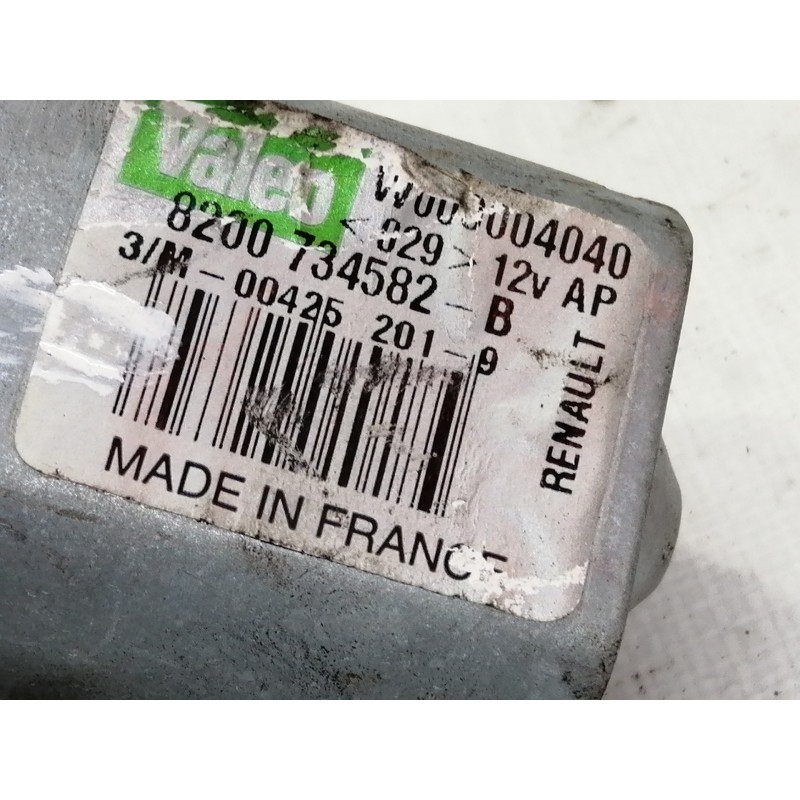 Valeo
W000004040
< 029 > 12V AP
8200 734582 - B
3/M - 00425 201 - 9
RENAULT
MADE IN FRANCE